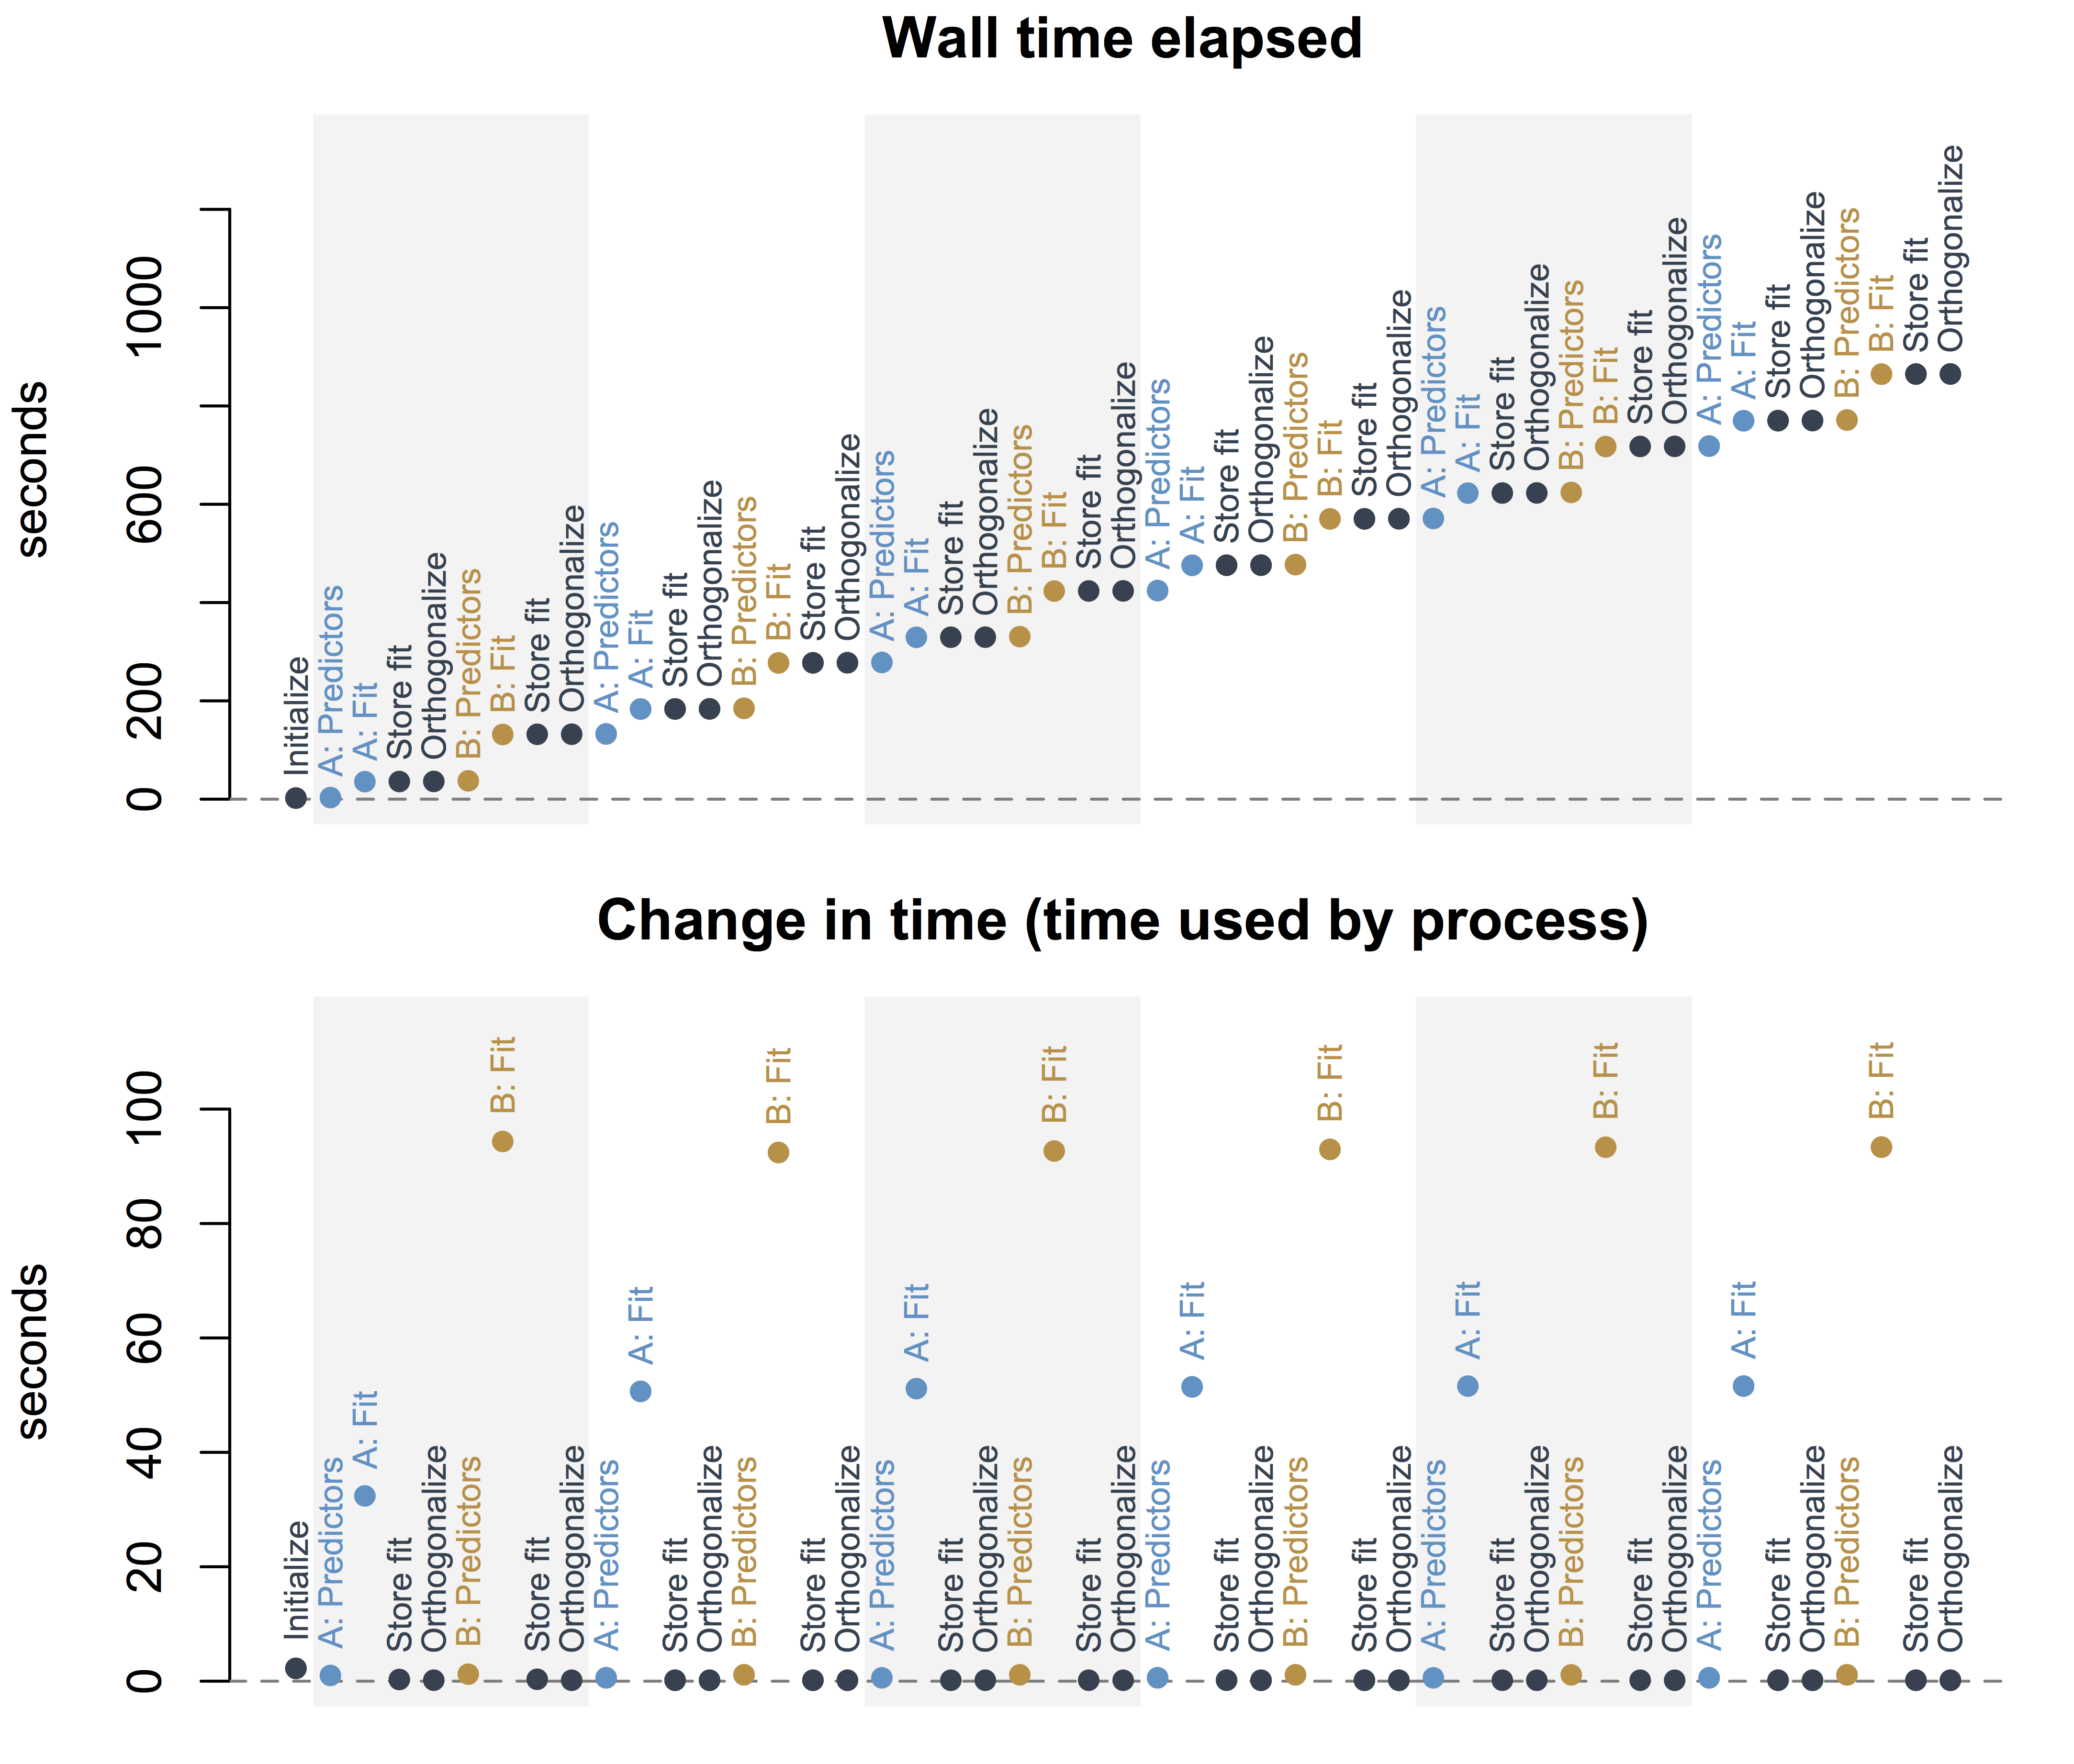 Wall time elapsed
seconds
0
200
600
1000
Initialize
A: Predictors
A: Fit
Store fit
Orthogonalize
B: Predictors
B: Fit
Store fit
Orthogonalize
A: Predictors
A: Fit
Store fit
Orthogonalize
B: Predictors
B: Fit
Store fit
Orthogonalize
A: Predictors
A: Fit
Store fit
Orthogonalize
B: Predictors
B: Fit
Store fit
Orthogonalize
A: Predictors
A: Fit
Store fit
Orthogonalize
B: Predictors
B: Fit
Store fit
Orthogonalize
A: Predictors
A: Fit
Store fit
Orthogonalize
B: Predictors
B: Fit
Store fit
Orthogonalize
A: Predictors
A: Fit
Store fit
Orthogonalize
B: Predictors
B: Fit
Store fit
Orthogonalize
Change in time (time used by process)
seconds
0
20
40
60
80
100
Initialize
A: Predictors
A: Fit
Store fit
Orthogonalize
B: Predictors
B: Fit
Store fit
Orthogonalize
A: Predictors
A: Fit
Store fit
Orthogonalize
B: Predictors
B: Fit
Store fit
Orthogonalize
A: Predictors
A: Fit
Store fit
Orthogonalize
B: Predictors
B: Fit
Store fit
Orthogonalize
A: Predictors
A: Fit
Store fit
Orthogonalize
B: Predictors
B: Fit
Store fit
Orthogonalize
A: Predictors
A: Fit
Store fit
Orthogonalize
B: Predictors
B: Fit
Store fit
Orthogonalize
A: Predictors
A: Fit
Store fit
Orthogonalize
B: Predictors
B: Fit
Store fit
Orthogonalize